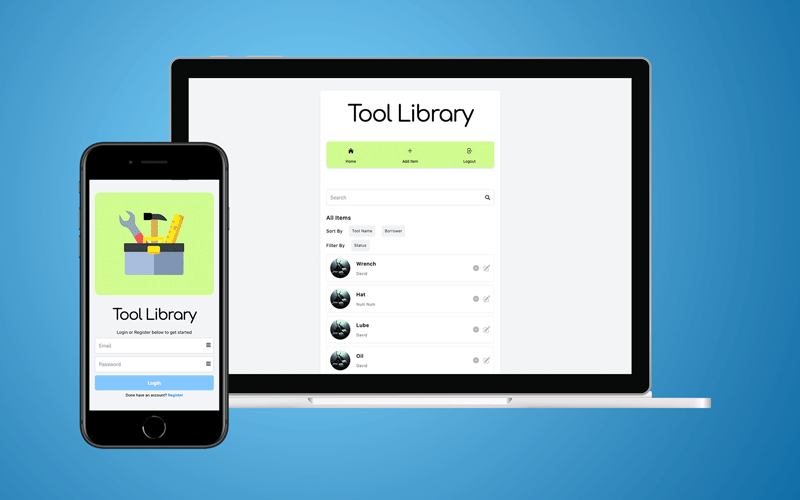 Tool Library
Home Add Item Logout
Search
All Items
Sort By Tool Name Borrower
Filter By Status
Wrench
David
Hat
Num Num
Lube
David
Oil
David
Tool Library
Login or Register below to get started
Email
Password
Login
Done have an account? Register